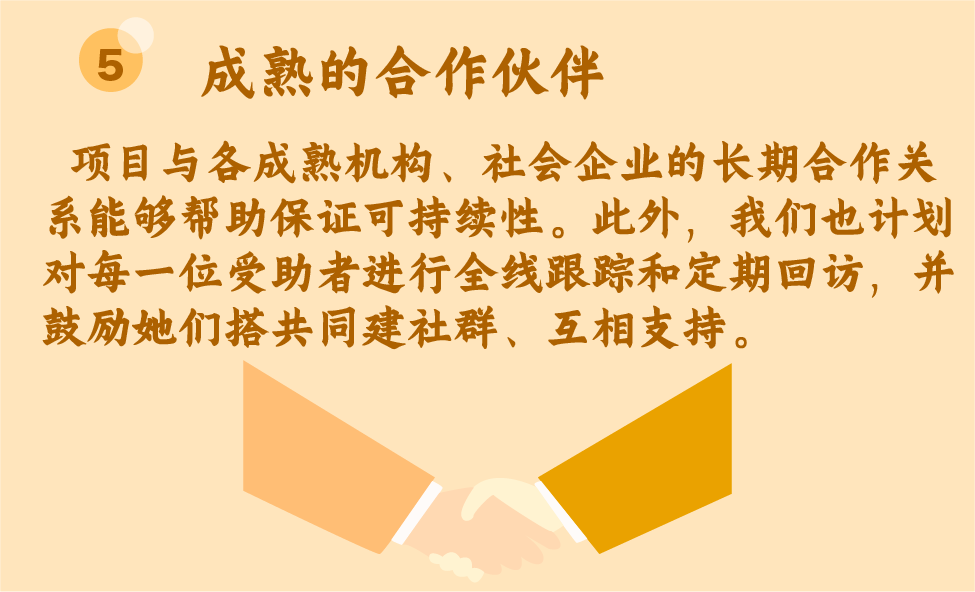 5
成熟的合作伙伴
项目与各成熟机构、社会企业的长期合作关
系能够帮助保证可持续性。此外，我们也计划
对每一位受助者进行全线跟踪和定期回访，并
鼓励她们搭共同建社群、互相支持。